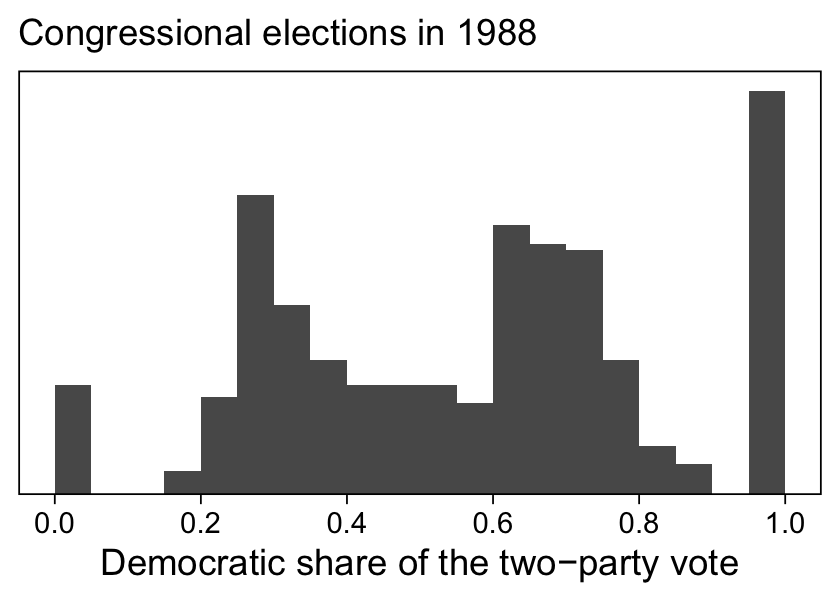 Congressional elections in 1988
0.0 0.2 0.4 0.6 0.8 1.0
Democratic share of the two−party vote